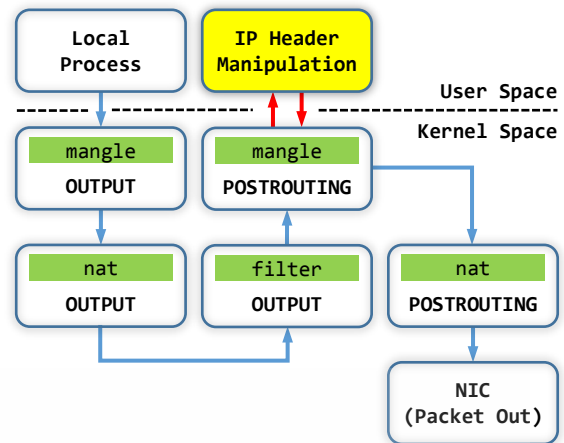 Local
Process
IP Header
Manipulation
User Space
Kernel Space
mangle
OUTPUT
mangle
POSTROUTING
nat
OUTPUT
filter
OUTPUT
nat
POSTROUTING
NIC
(Packet Out)